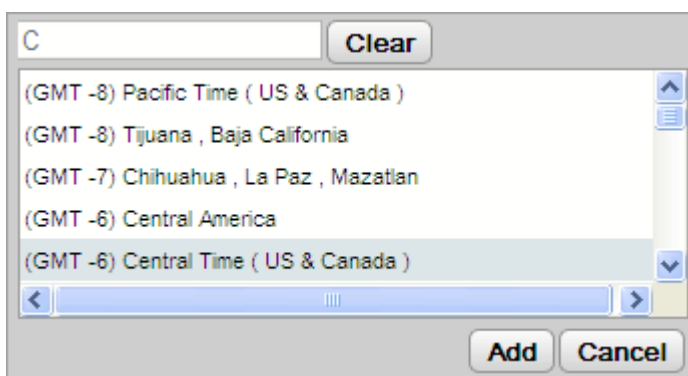 C Clear
(GMT -8) Pacific Time ( US & Canada )
(GMT -8) Tijuana , Baja California
(GMT -7) Chihuahua , La Paz , Mazatlan
(GMT -6) Central America
(GMT -6) Central Time ( US & Canada )
Add Cancel